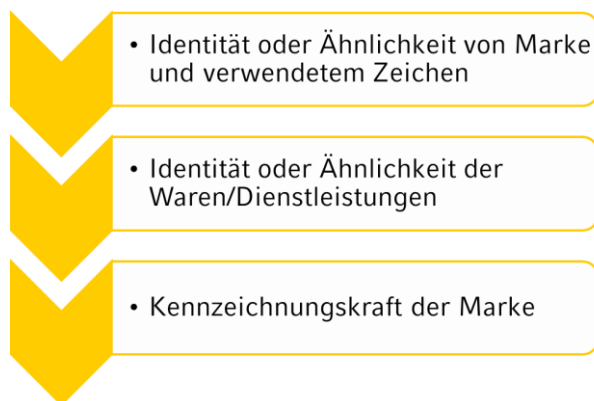 • Identität oder Ähnlichkeit von Marke
und verwendetem Zeichen
• Identität oder Ähnlichkeit der
Waren/Dienstleistungen
• Kennzeichnungskraft der Marke